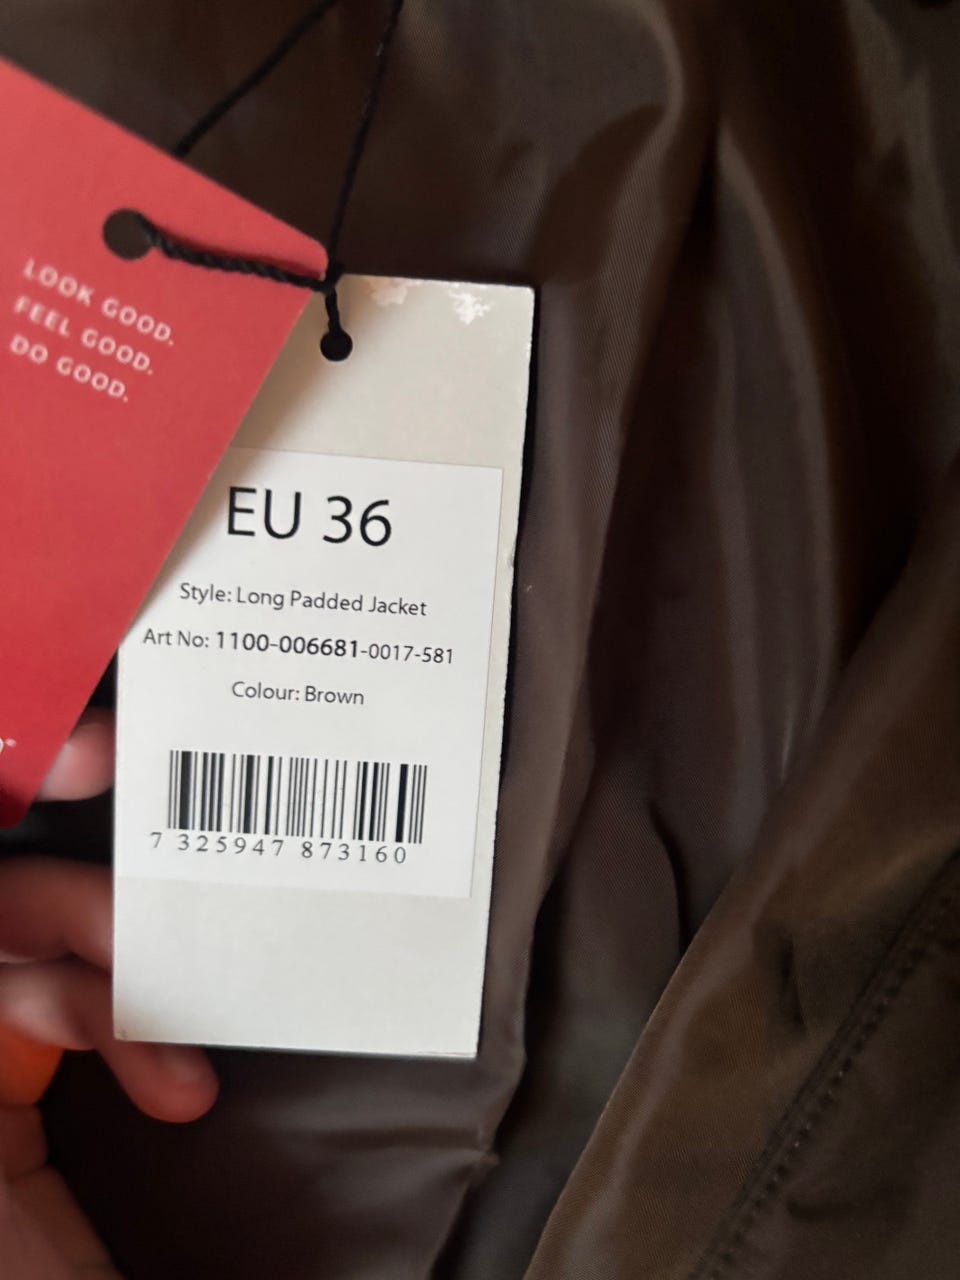 LOOK GOOD.
FEEL GOOD.
DO GOOD.
EU 36
Style: Long Padded Jacket
Art No: 1100-006681-0017-581
Colour: Brown
7 325947 873160